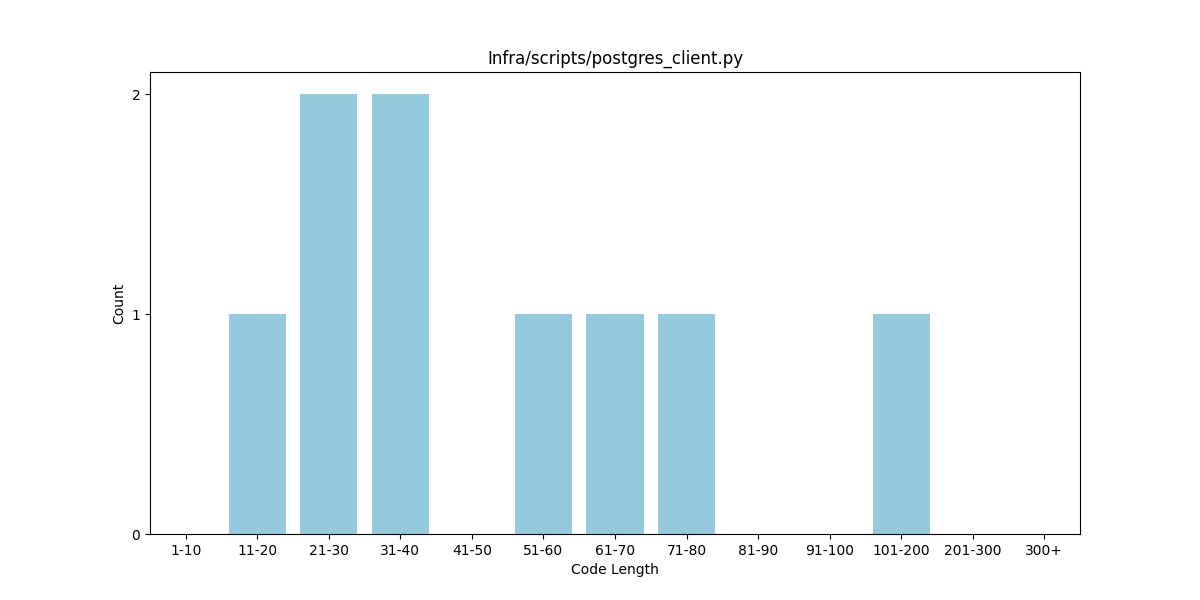 Infra/scripts/postgres_client.py
Count
2
1
0
1-10 11-20 21-30 31-40 41-50 51-60 61-70 71-80 81-90 91-100 101-200 201-300 300+
Code Length